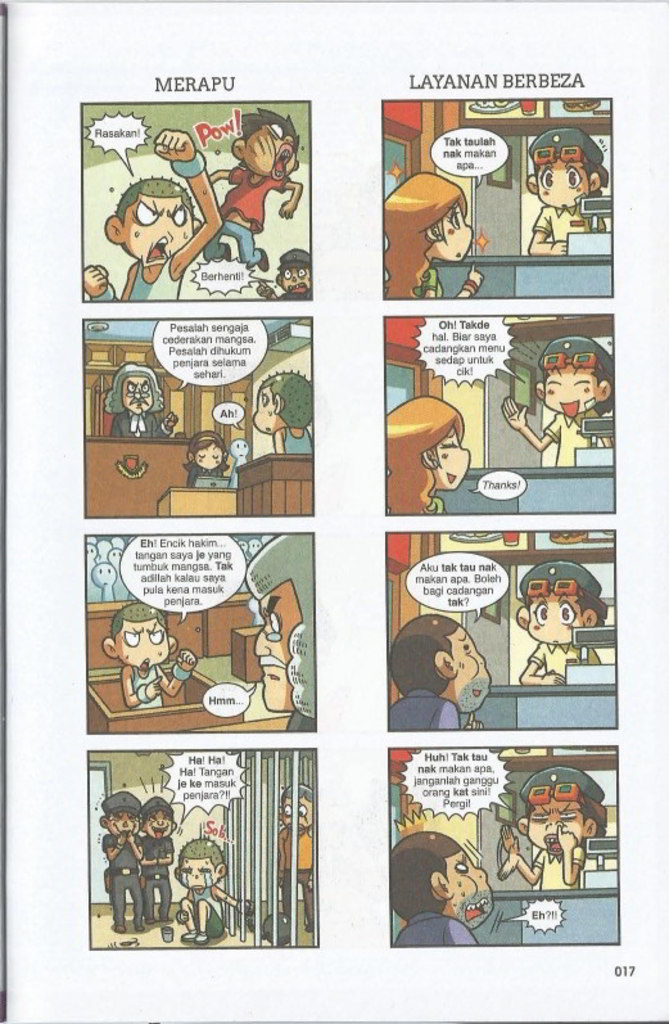 MERAPU
Rasakan!
Pow!
Berhenti!
Pesalah sengaja
cederakan mangsa.
Pesalah dihukum
penjara selama
sehari.
Ah!
Eh! Encik hakim...
tangan saya je yang
tumbuk mangsa. Tak
adillah kalau saya
pula kena masuk
penjara.
Hmm...
Ha! Ha!
Ha! Tangan
je ke masuk
penjara?!!
Sob...
LAYANAN BERBEZA
Tak taulah
nak makan
apa...
Oh! Takde
hal. Biar saya
cadangkan menu
sedap untuk
cik!
Thanks!
Aku tak tau nak
makan apa. Boleh
bagi cadangan
tak?
Huh! Tak tau
nak makan apa,
janganlah ganggu
orang kat sini!
Pergi!
Eh?!!
017